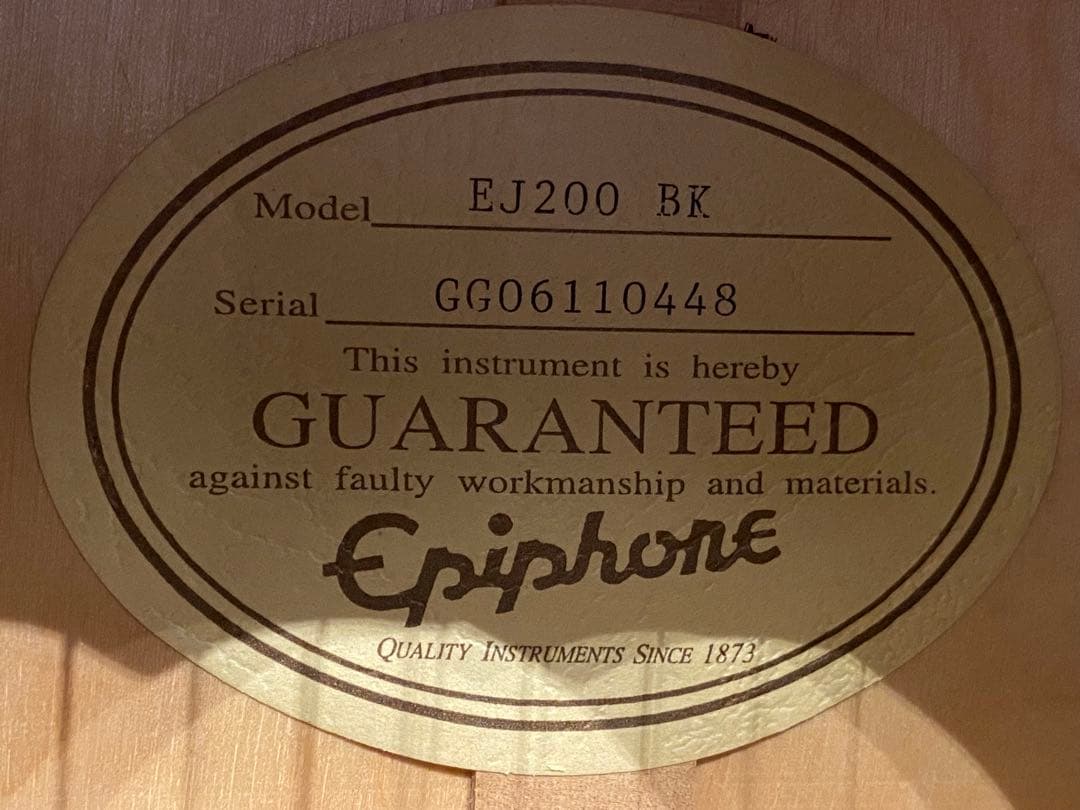 Model EJ200 BK
Serial GG06110448
This instrument is hereby
GUARANTEED
against faulty workmanship and materials.
Epiphone
QUALITY INSTRUMENTS SINCE 1873